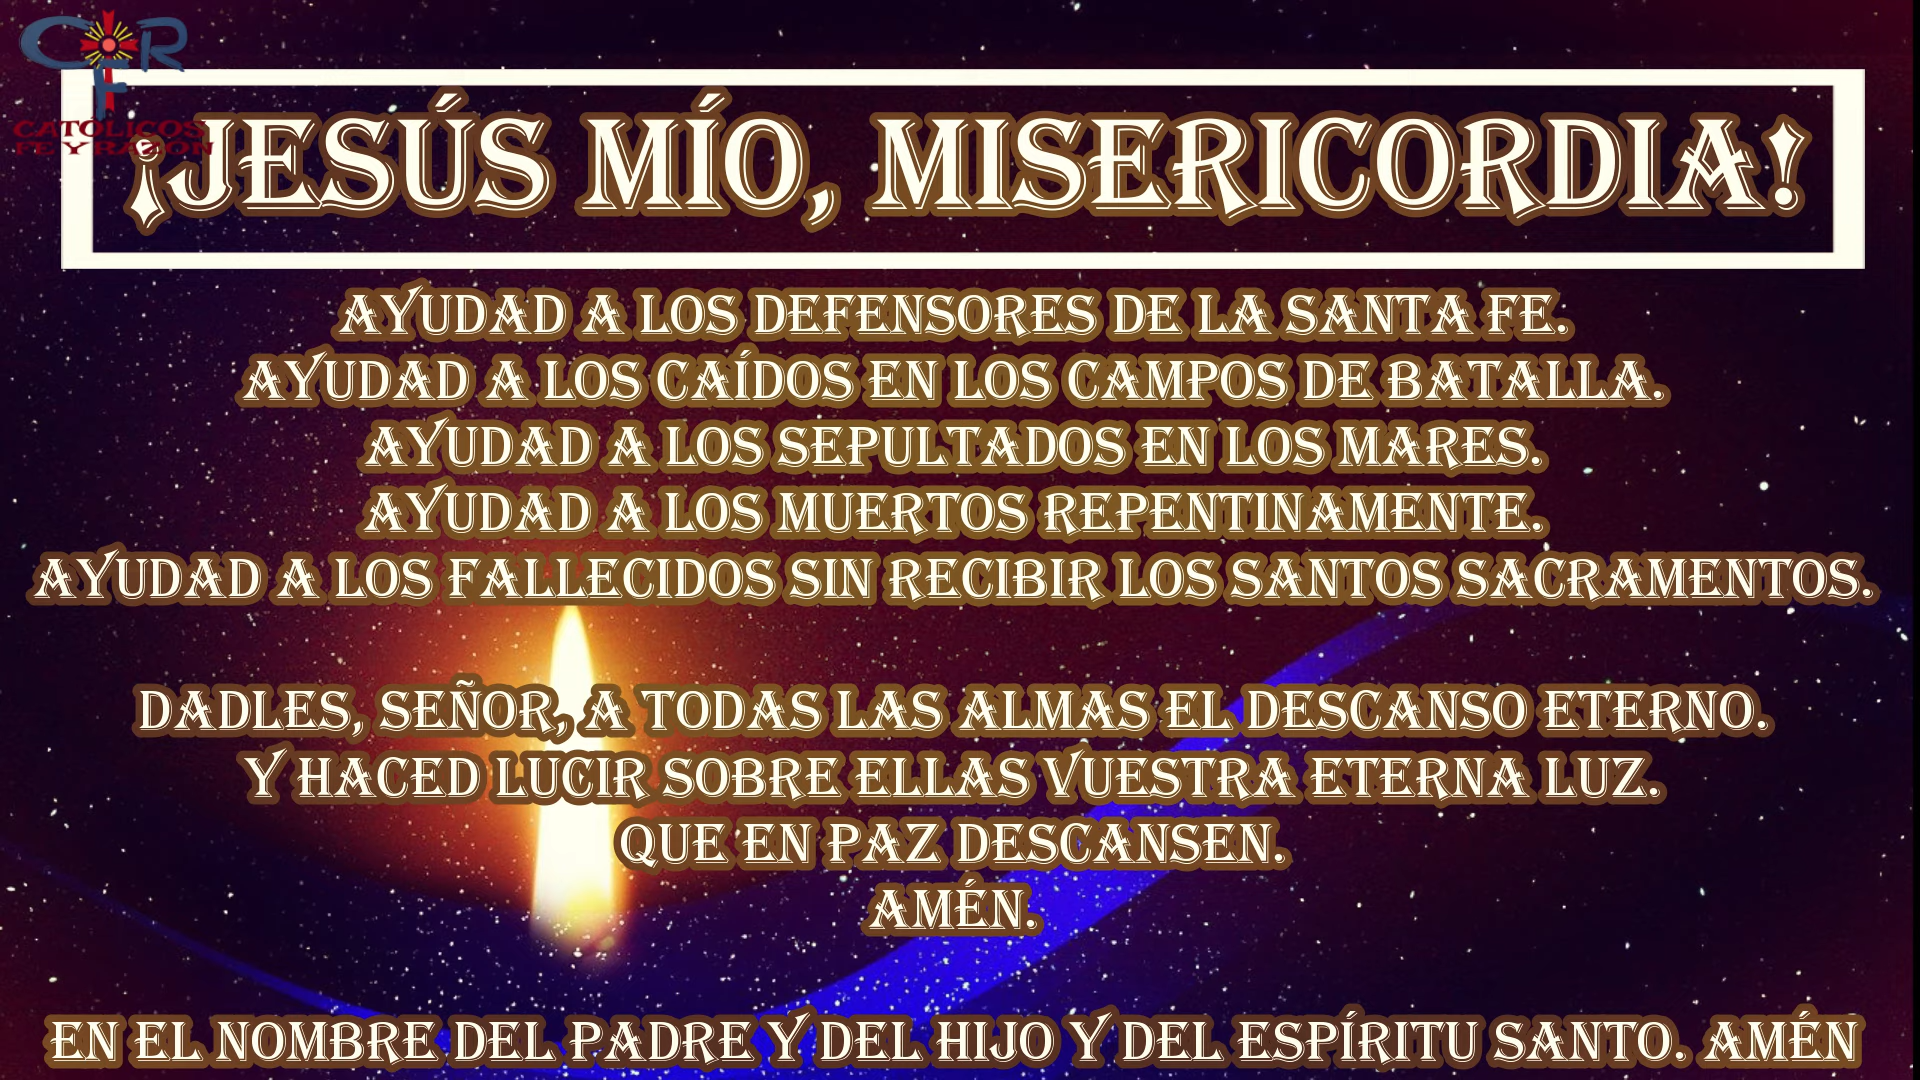 CFR
CATÓLICOS
FE Y RAZÓN
¡JESÚS MÍO, MISERICORDIA!
AYUDAD A LOS DEFENSORES DE LA SANTA FE.
AYUDAD A LOS CAÍDOS EN LOS CAMPOS DE BATALLA.
AYUDAD A LOS SEPULTADOS EN LOS MARES.
AYUDAD A LOS MUERTOS REPENTINAMENTE.
AYUDAD A LOS FALLECIDOS SIN RECIBIR LOS SANTOS SACRAMENTOS.
DADLES, SEÑOR, A TODAS LAS ALMAS EL DESCANSO ETERNO.
Y HACED LUCIR SOBRE ELLAS VUESTRA ETERNA LUZ.
QUE EN PAZ DESCANSEN.
AMÉN.
EN EL NOMBRE DEL PADRE Y DEL HIJO Y DEL ESPÍRITU SANTO. AMÉN